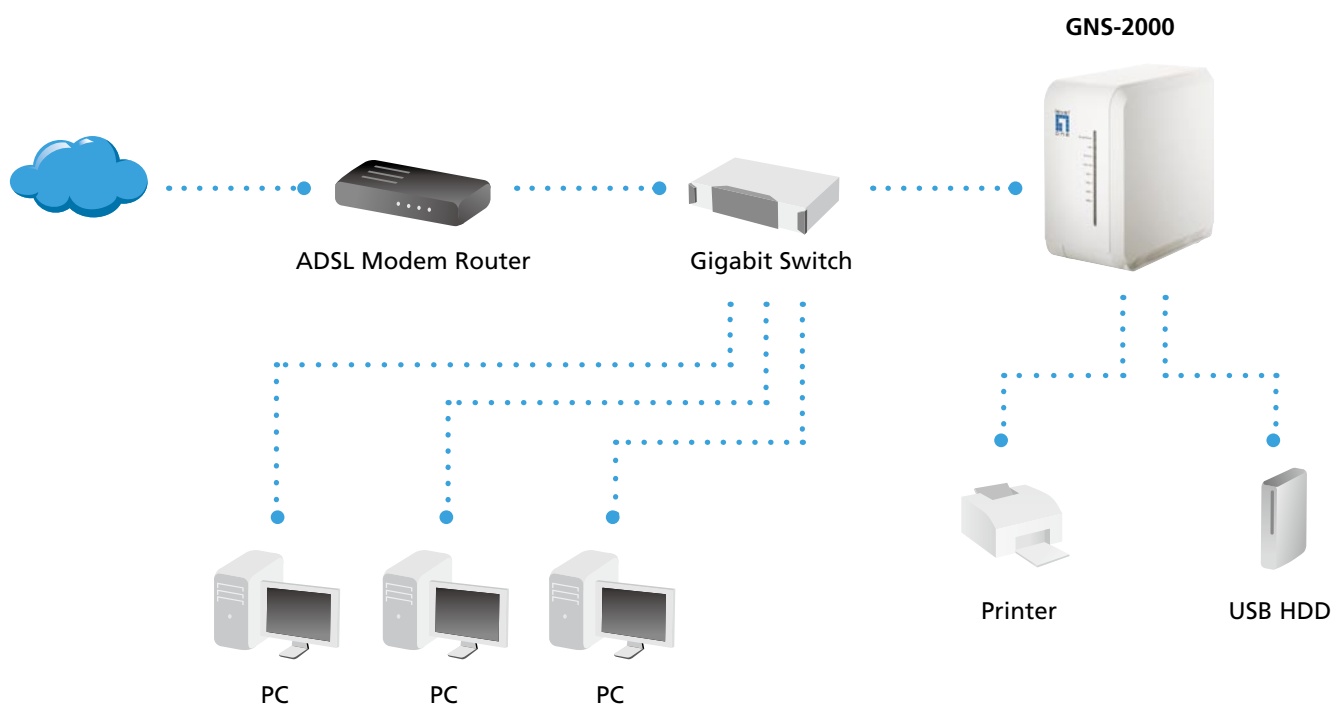 GNS-2000
ADSL Modem Router
Gigabit Switch
Printer
USB HDD
PC
PC
PC